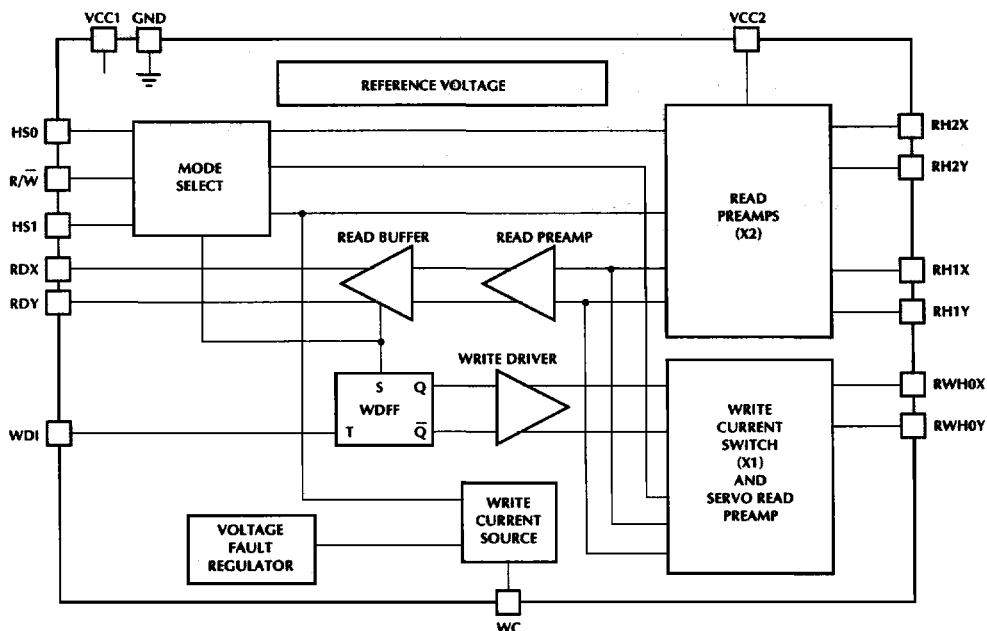 VCC1 GND
VCC2
REFERENCE VOLTAGE
HS0
R/W̅
HS1
RDX
RDY
WDI
MODE
SELECT
READ
PREAMPS
(X2)
RH2X
RH2Y
RH1X
RH1Y
READ BUFFER
READ PREAMP
WRITE DRIVER
S Q
WDFF
T Q̅
WRITE
CURRENT
SWITCH
(X1)
AND
SERVO READ
PREAMP
RWH0X
RWH0Y
VOLTAGE
FAULT
REGULATOR
WRITE
CURRENT
SOURCE
WC